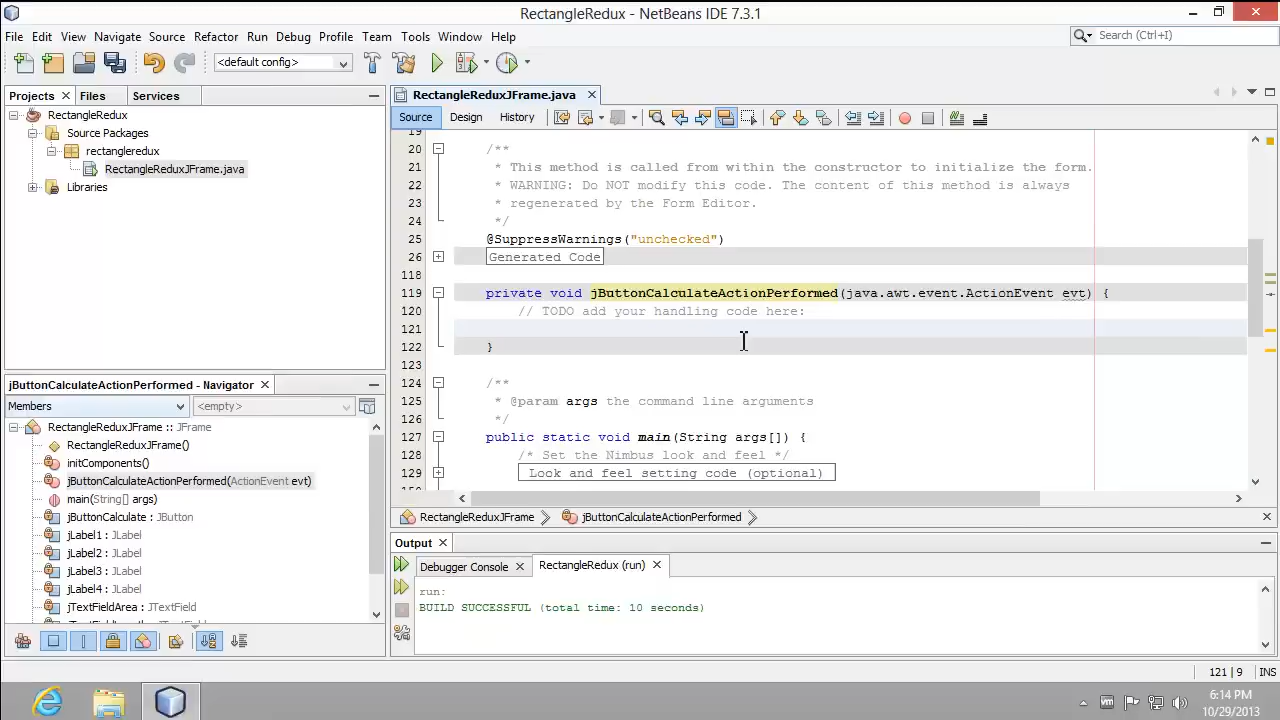 RectangleRedux - NetBeans IDE 7.3.1
File Edit View Navigate Source Refactor Run Debug Profile Team Tools Window Help
Search (Ctrl+I)
<default config>
Projects Files Services
RectangleRedux
Source Packages
rectangleredux
RectangleReduxJFrame.java
Libraries
jButtonCalculateActionPerformed - Navigator
Members <empty>
RectangleReduxJFrame :: JFrame
RectangleReduxJFrame()
initComponents()
jButtonCalculateActionPerformed(ActionEvent evt)
main(String[] args)
jButtonCalculate : JButton
jLabel1 : JLabel
jLabel2 : JLabel
jLabel3 : JLabel
jLabel4 : JLabel
jTextFieldArea : JTextField
RectangleReduxJFrame.java
Source Design History
19
20 /**
21 * This method is called from within the constructor to initialize the form.
22 * WARNING: Do NOT modify this code. The content of this method is always
23 * regenerated by the Form Editor.
24 */
25 @SuppressWarnings("unchecked")
26 Generated Code
118
119 private void jButtonCalculateActionPerformed(java.awt.event.ActionEvent evt) {
120 // TODO add your handling code here:
121
122 }
123
124 /**
125 * @param args the command line arguments
126 */
127 public static void main(String args[]) {
128 /* Set the Nimbus look and feel */
129 Look and feel setting code (optional)
RectangleReduxJFrame jButtonCalculateActionPerformed
Output
Debugger Console RectangleRedux (run)
run:
BUILD SUCCESSFUL (total time: 10 seconds)
121 | 9 INS
6:14 PM
10/29/2013